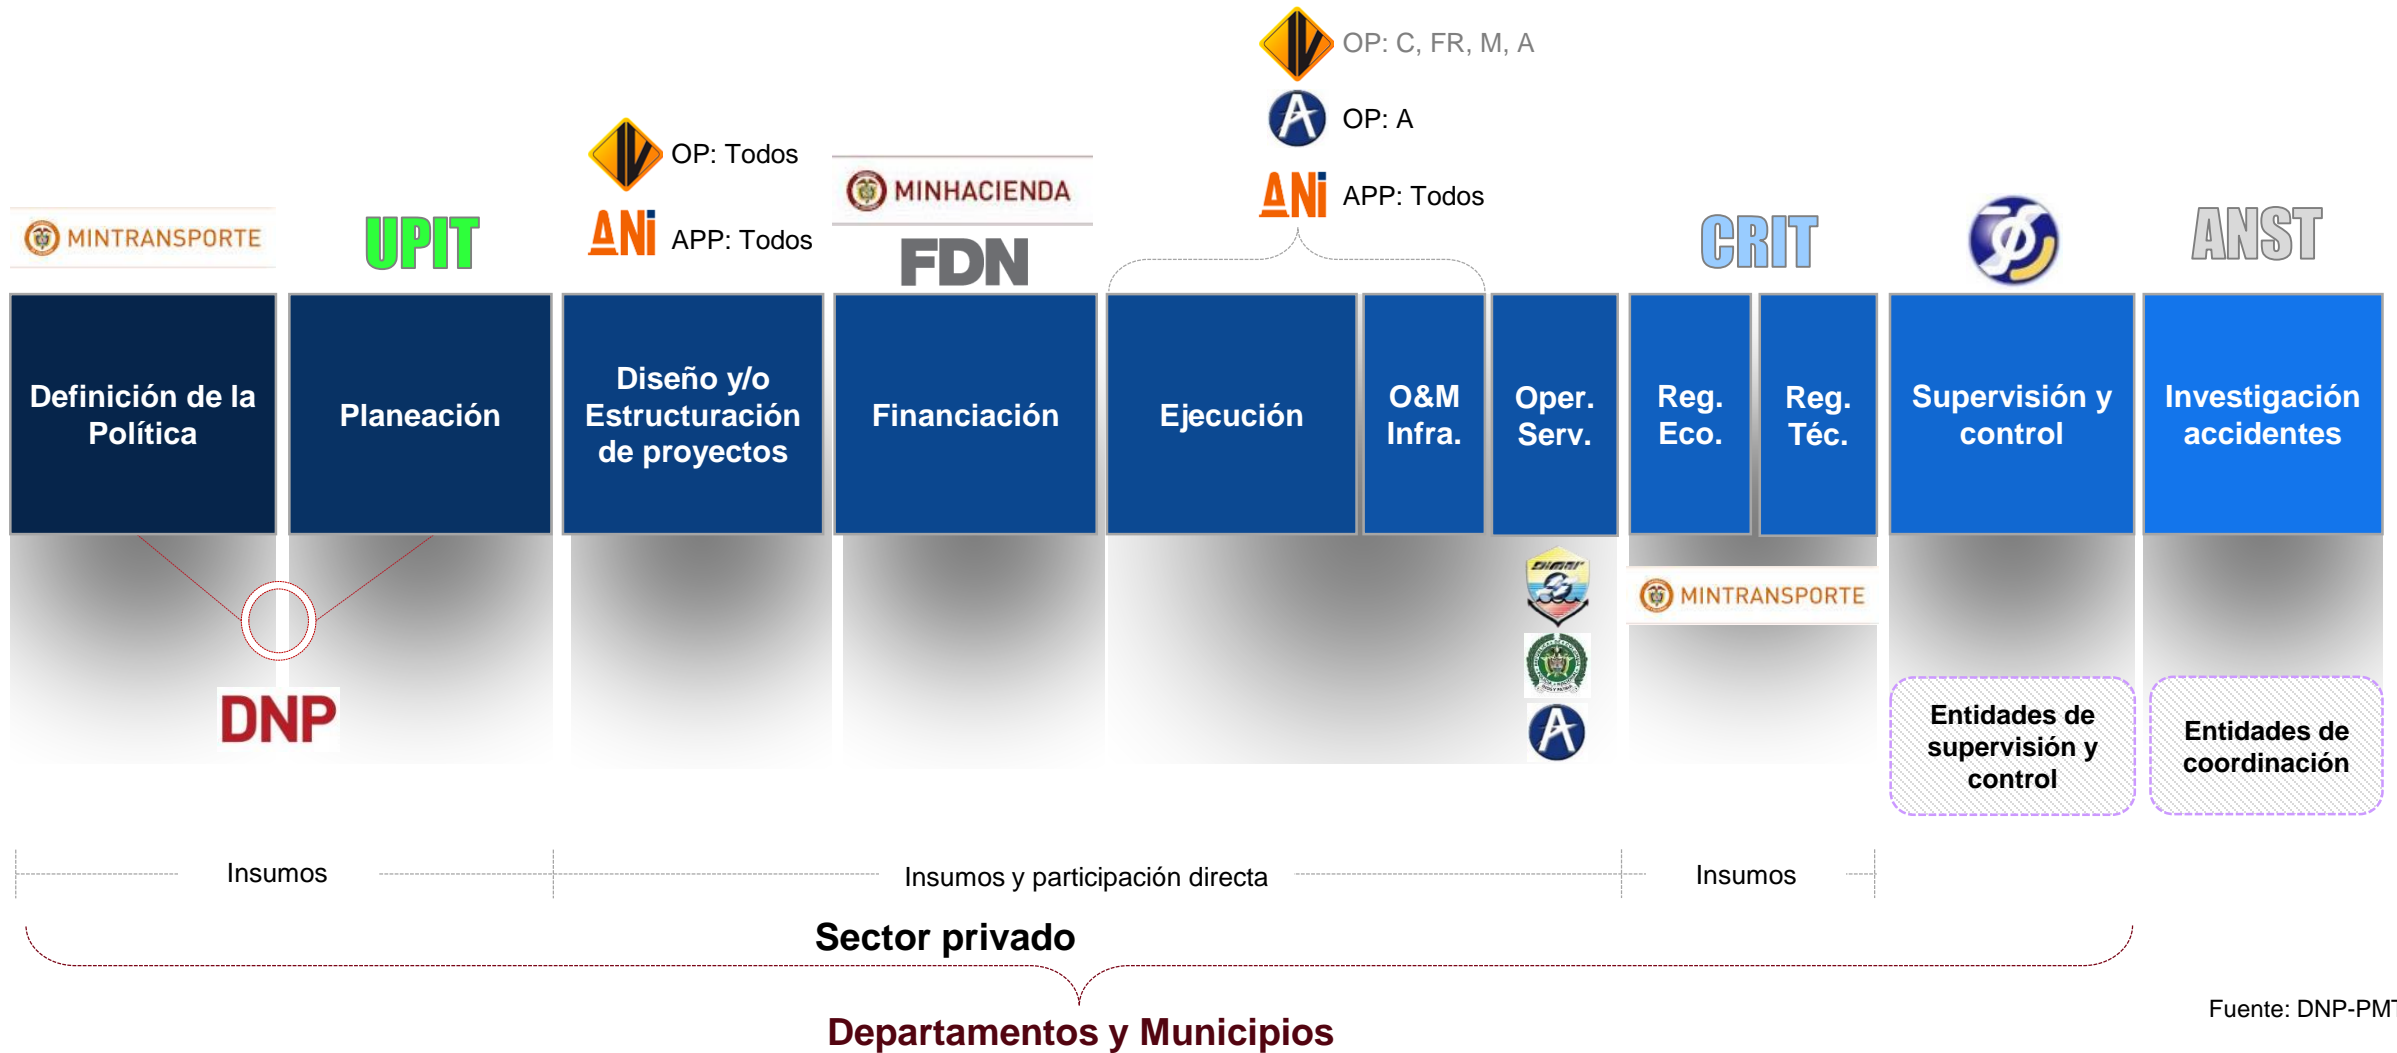 OP: C, FR, M, A
OP: A
OP: Todos
MINHACIENDA
APP: Todos
ANi
MINTRANSPORTE
UPIT
ANi
APP: Todos
FDN
CRIT
ANST
Definición de la
Política
Planeación
Diseño y/o
Estructuración
de proyectos
Financiación
Ejecución
O&M
Infra.
Oper.
Serv.
Reg.
Eco.
Reg.
Téc.
Supervisión y
control
Investigación
accidentes
DIMAR
MINTRANSPORTE
DNP
Entidades de
supervisión y
control
Entidades de
coordinación
Insumos
Insumos y participación directa
Insumos
Sector privado
Departamentos y Municipios
Fuente: DNP-PMT